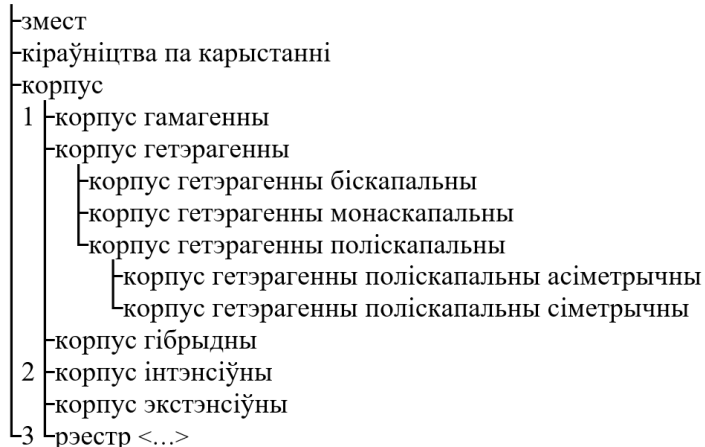 змест
кіраўніцтва па карыстанні
корпус
1 корпус гамагенны
корпус гетэрагенны
корпус гетэрагенны біскапальны
корпус гетэрагенны монаскапальны
корпус гетэрагенны поліскапальны
корпус гетэрагенны поліскапальны асіметрычны
корпус гетэрагенны поліскапальны сіметрычны
корпус гібрыдны
2 корпус інтэнсіўны
корпус экстэнсіўны
3 рэестр <…>